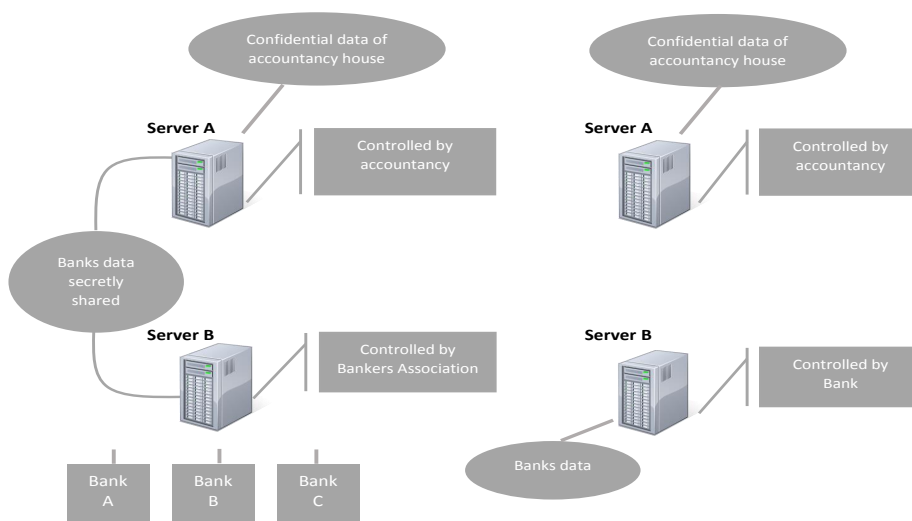 Confidential data of
accountancy house
Server A
Controlled by
accountancy
Banks data
secretly
shared
Server B
Controlled by
Bankers Association
Bank
A
Bank
B
Bank
C
Confidential data of
accountancy house
Server A
Controlled by
accountancy
Server B
Controlled by
Bank
Banks data